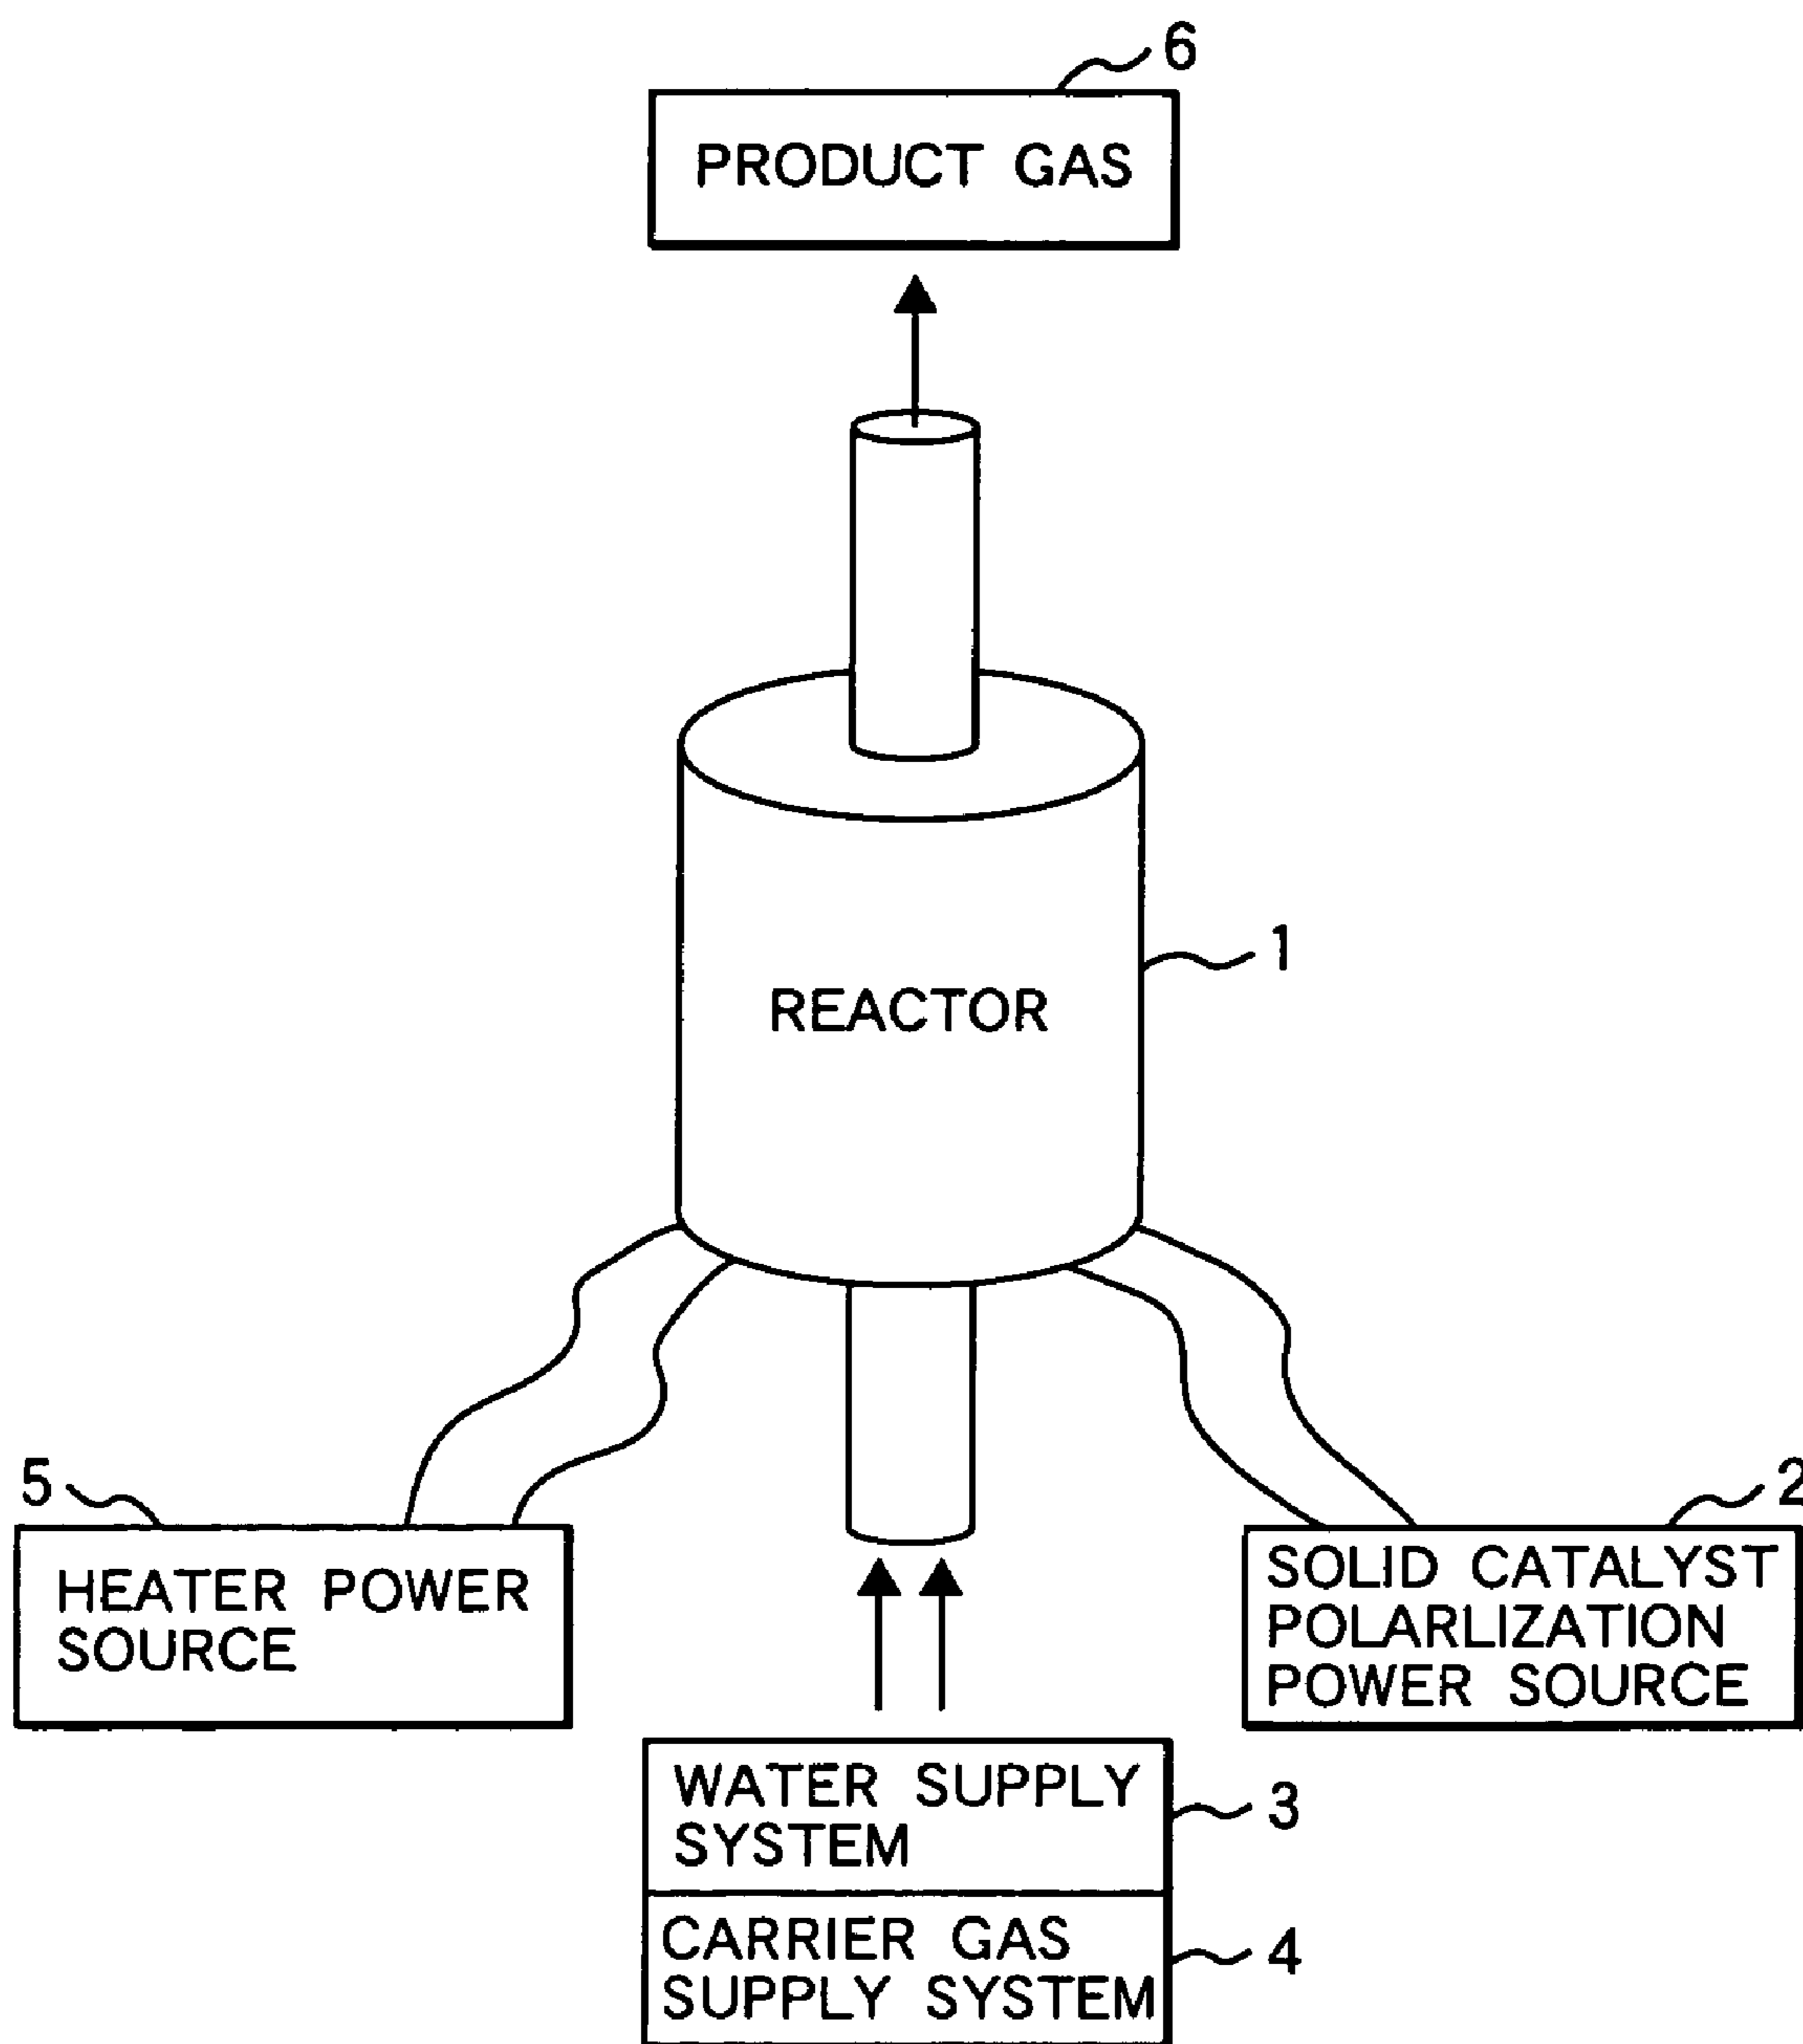 6
PRODUCT GAS
1
REACTOR
5
HEATER POWER
SOURCE
2
SOLID CATALYST
POLARLIZATION
POWER SOURCE
WATER SUPPLY
SYSTEM
3
CARRIER GAS
SUPPLY SYSTEM
4